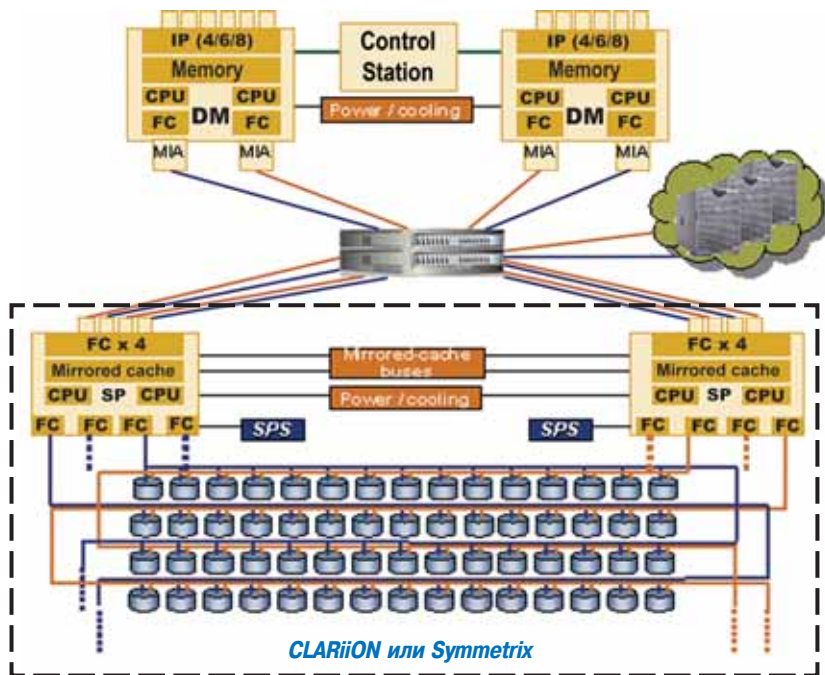 IP (4/6/8)
Memory
CPU
CPU
FC
DM
FC
MIA
MIA
Control
Station
Power / cooling
IP (4/6/8)
Memory
CPU
CPU
FC
DM
FC
MIA
MIA
FC x 4
Mirrored cache
CPU
SP
CPU
FC
FC
FC
FC
Mirrored-cache
buses
Power / cooling
SPS
SPS
FC x 4
Mirrored cache
CPU
SP
CPU
FC
FC
FC
FC
CLARiiON или Symmetrix